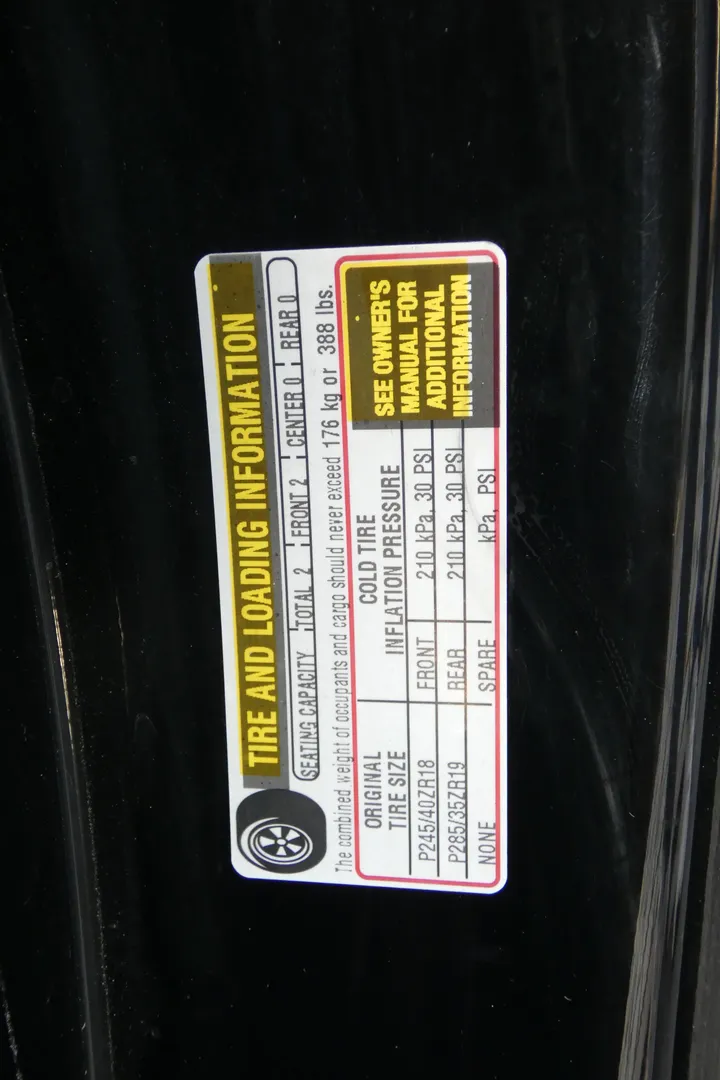 TIRE AND LOADING INFORMATION
SEATING CAPACITY TOTAL 2 FRONT 2 CENTER 0 REAR 0
The combined weight of occupants and cargo should never exceed 176 kg or 388 lbs.
ORIGINAL TIRE SIZE COLD TIRE INFLATION PRESSURE
P245/40ZR18 FRONT 210 kPa, 30 PSI
P285/35ZR19 REAR 210 kPa, 30 PSI
NONE SPARE kPa, PSI
SEE OWNER'S
MANUAL FOR
ADDITIONAL
INFORMATION